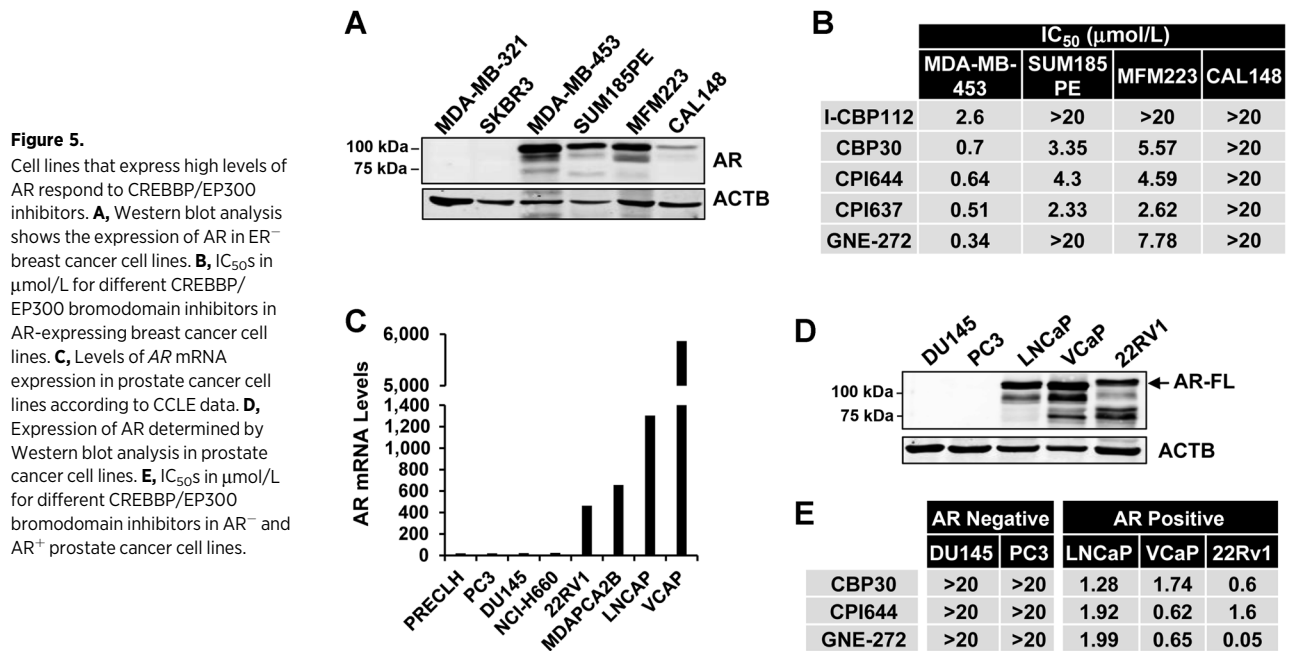 Figure 5.
Cell lines that express high levels of
AR respond to CREBBP/EP300
inhibitors. A, Western blot analysis
shows the expression of AR in ER⁻
breast cancer cell lines. B, IC₅₀s in
μmol/L for different CREBBP/
EP300 bromodomain inhibitors in
AR-expressing breast cancer cell
lines. C, Levels of AR mRNA
expression in prostate cancer cell
lines according to CCLE data. D,
Expression of AR determined by
Western blot analysis in prostate
cancer cell lines. E, IC₅₀s in μmol/L
for different CREBBP/EP300
bromodomain inhibitors in AR⁻ and
AR⁺ prostate cancer cell lines.
A
MDA-MB-321
SKBR3
MDA-MB-453
SUM185PE
MFM223
CAL148
100 kDa
75 kDa
AR
ACTB
B
IC₅₀ (μmol/L)
MDA-MB-453 SUM185 PE MFM223 CAL148
I-CBP112 2.6 >20 >20 >20
CBP30 0.7 3.35 5.57 >20
CPI644 0.64 4.3 4.59 >20
CPI637 0.51 2.33 2.62 >20
GNE-272 0.34 >20 7.78 >20
C
AR mRNA Levels
6,000
5,000
1,400
1,200
1,000
800
600
400
200
0
PRECLH
PC3
DU145
NCI-H660
22RV1
MDAPCA2B
LNCAP
VCAP
D
DU145
PC3
LNCaP
VCaP
22RV1
100 kDa
75 kDa
AR-FL
ACTB
E
AR Negative AR Positive
DU145 PC3 LNCaP VCaP 22Rv1
CBP30 >20 >20 1.28 1.74 0.6
CPI644 >20 >20 1.92 0.62 1.6
GNE-272 >20 >20 1.99 0.65 0.05